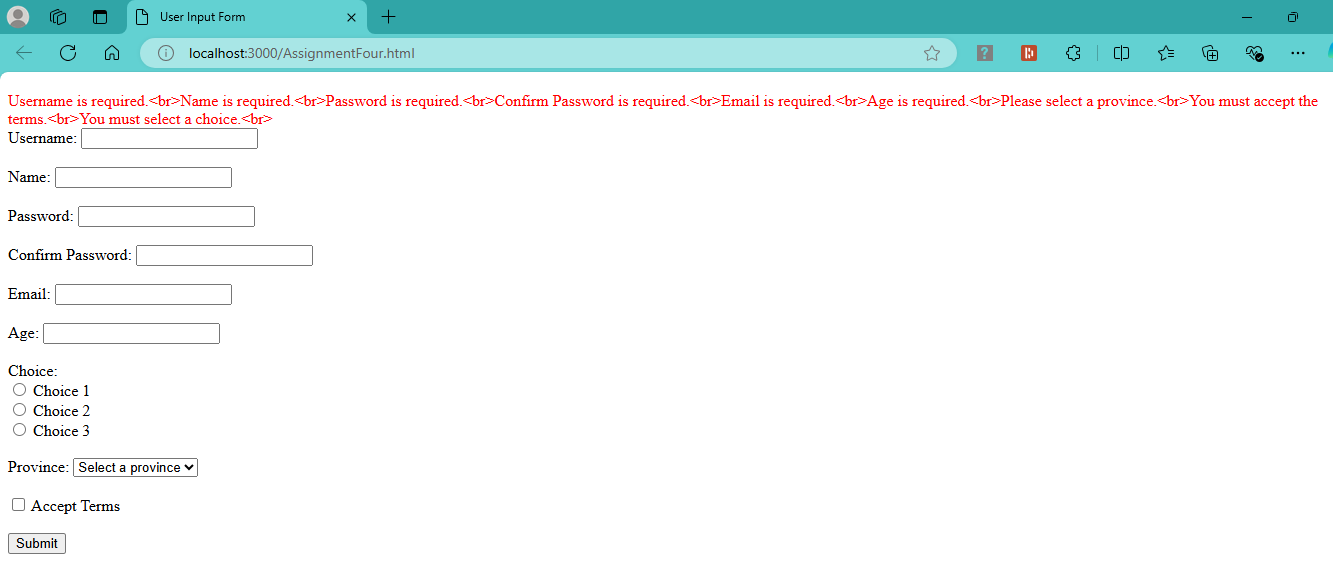 User Input Form
localhost:3000/AssignmentFour.html
Username is required.<br>Name is required.<br>Password is required.<br>Confirm Password is required.<br>Email is required.<br>Age is required.<br>Please select a province.<br>You must accept the
terms.<br>You must select a choice.<br>
Username:
Name:
Password:
Confirm Password:
Email:
Age:
Choice:
Choice 1
Choice 2
Choice 3
Province: Select a province
Accept Terms
Submit